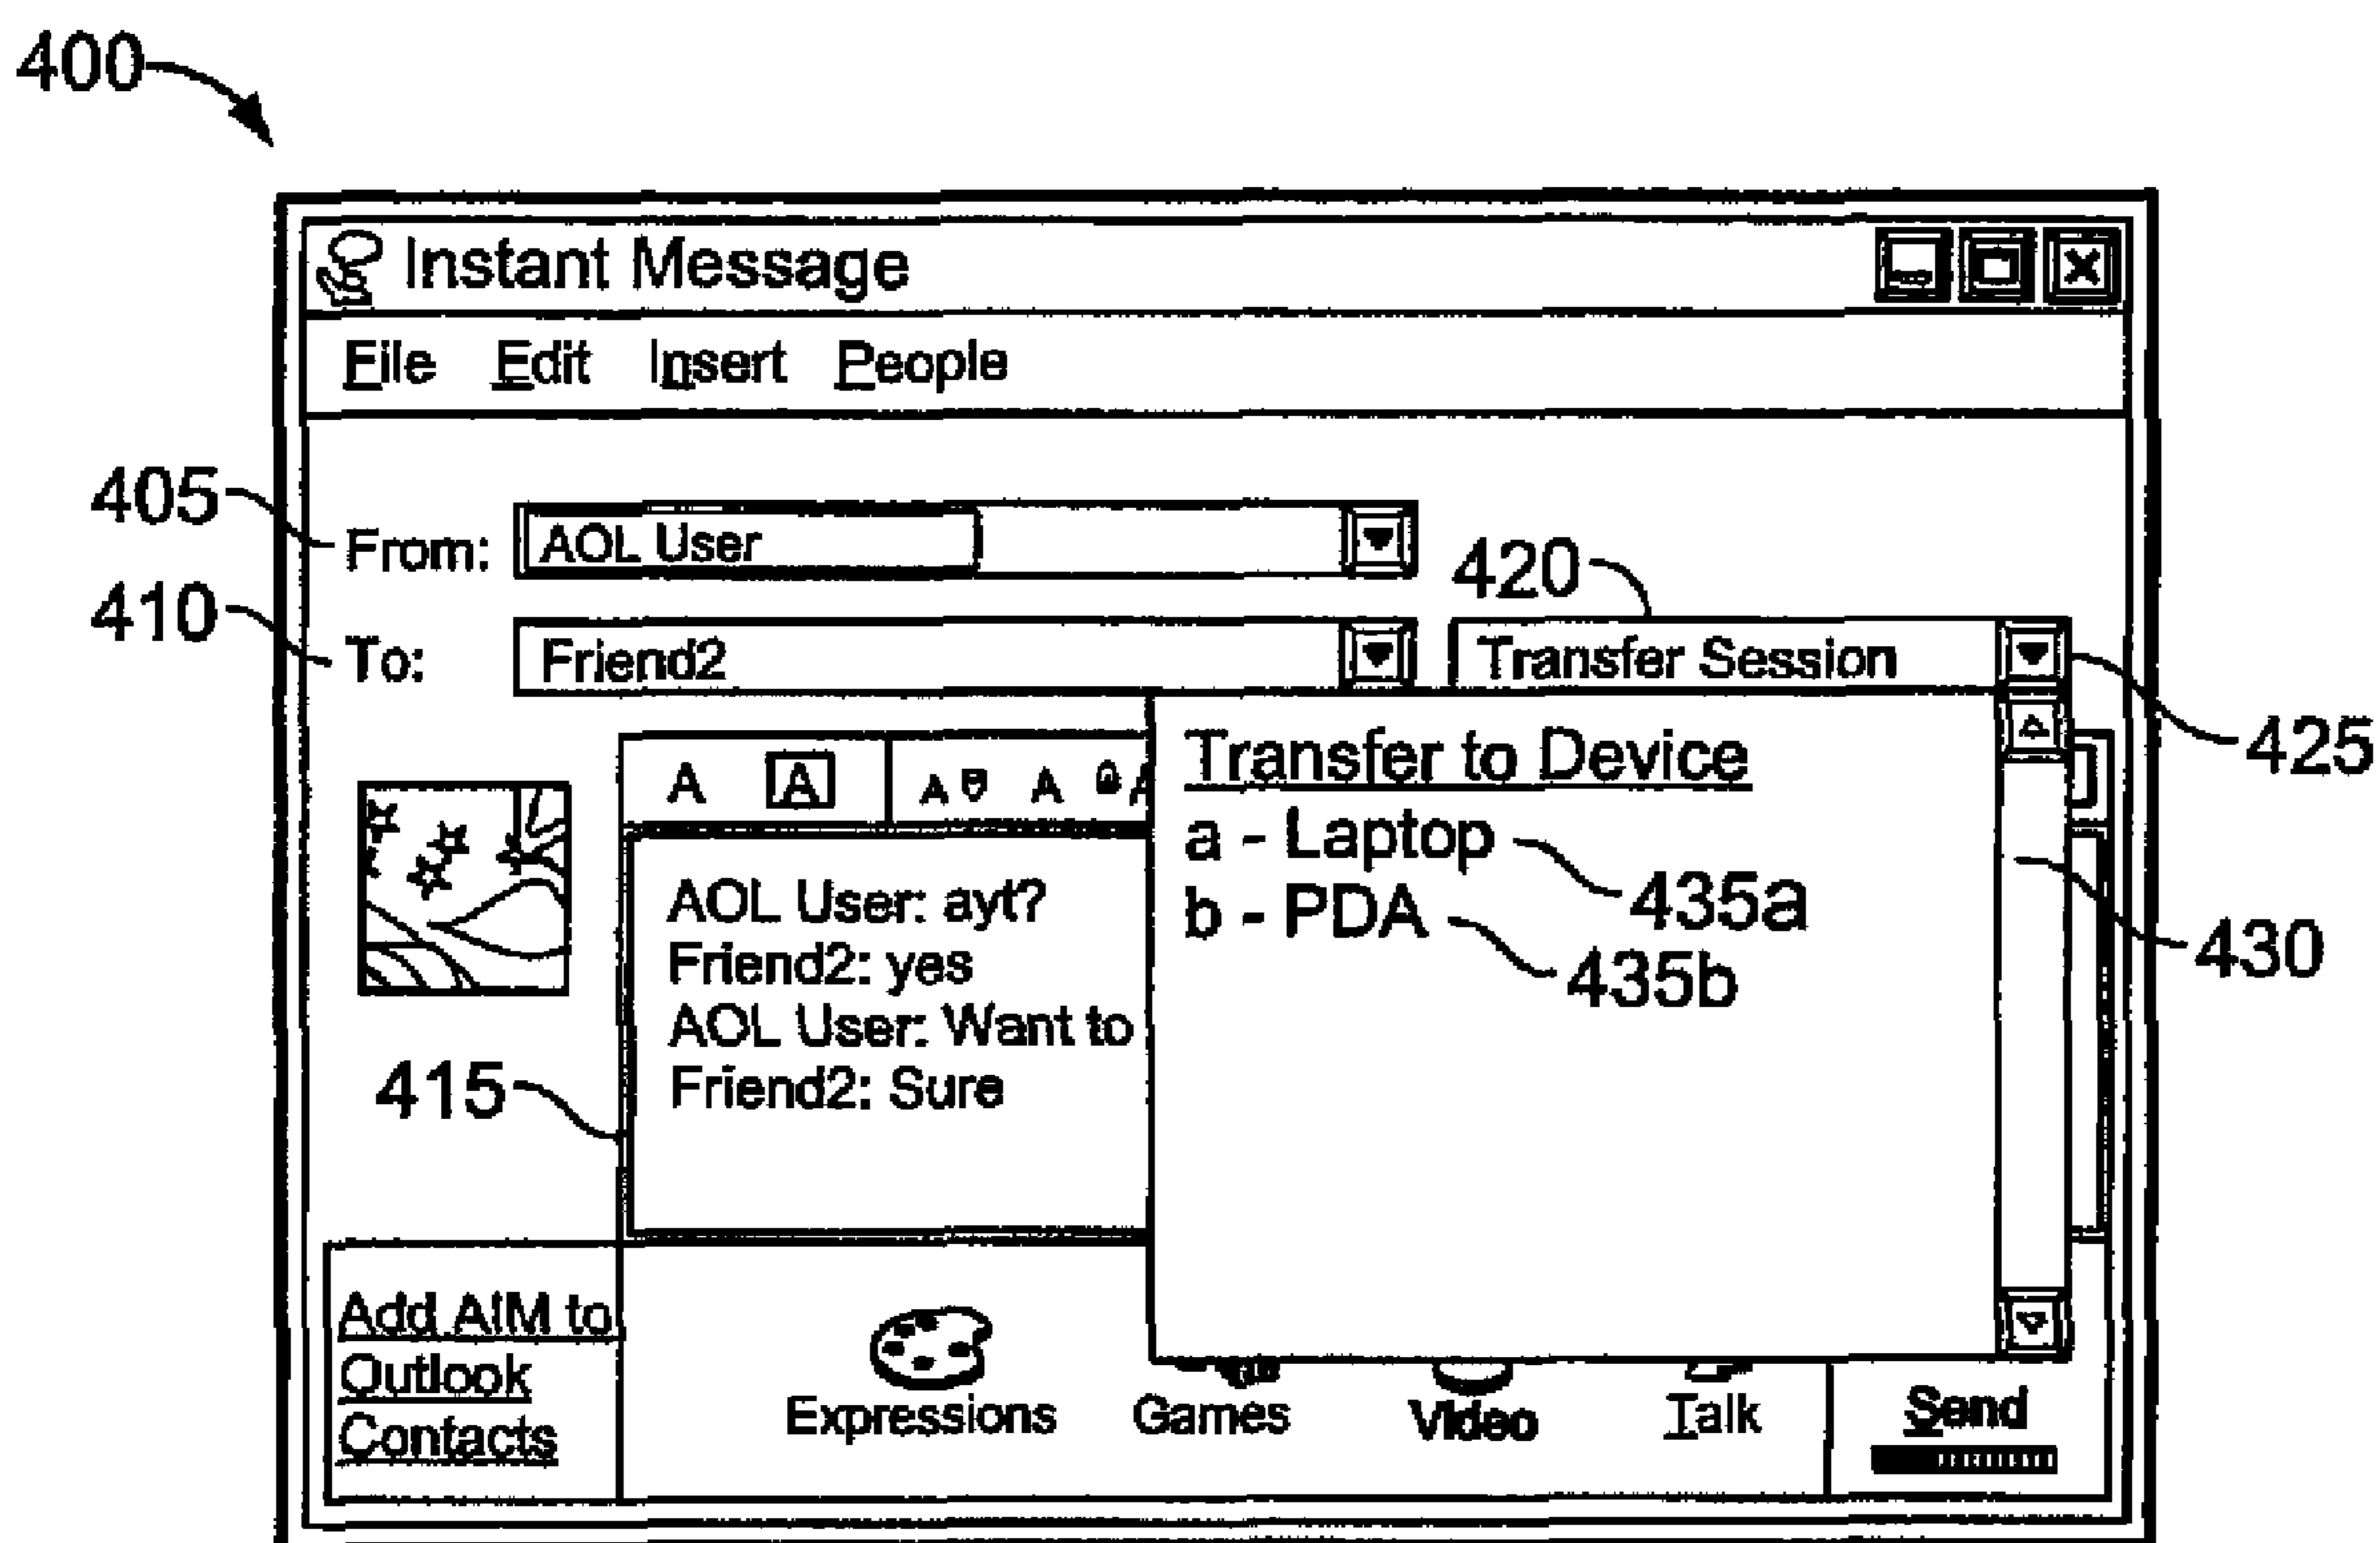 400
Instant Message
File Edit Insert People
405
From: AOL User
420
410
To: Friend2 Transfer Session
425
A A A A A
Transfer to Device
a - Laptop
435a
b - PDA
435b
430
AOL User: ayt?
Friend2: yes
AOL User: Want to
Friend2: Sure
415
Add AIM to
Outlook
Contacts
Expressions Games Video Talk Send